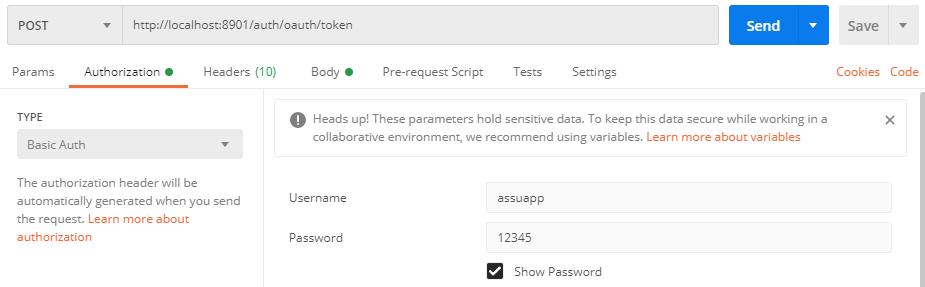 POST http://localhost:8901/auth/oauth/token Send Save
Params Authorization Headers (10) Body Pre-request Script Tests Settings Cookies Code
TYPE
Basic Auth
The authorization header will be
automatically generated when you send
the request. Learn more about
authorization
Heads up! These parameters hold sensitive data. To keep this data secure while working in a
collaborative environment, we recommend using variables. Learn more about variables
Username assuapp
Password 12345
Show Password